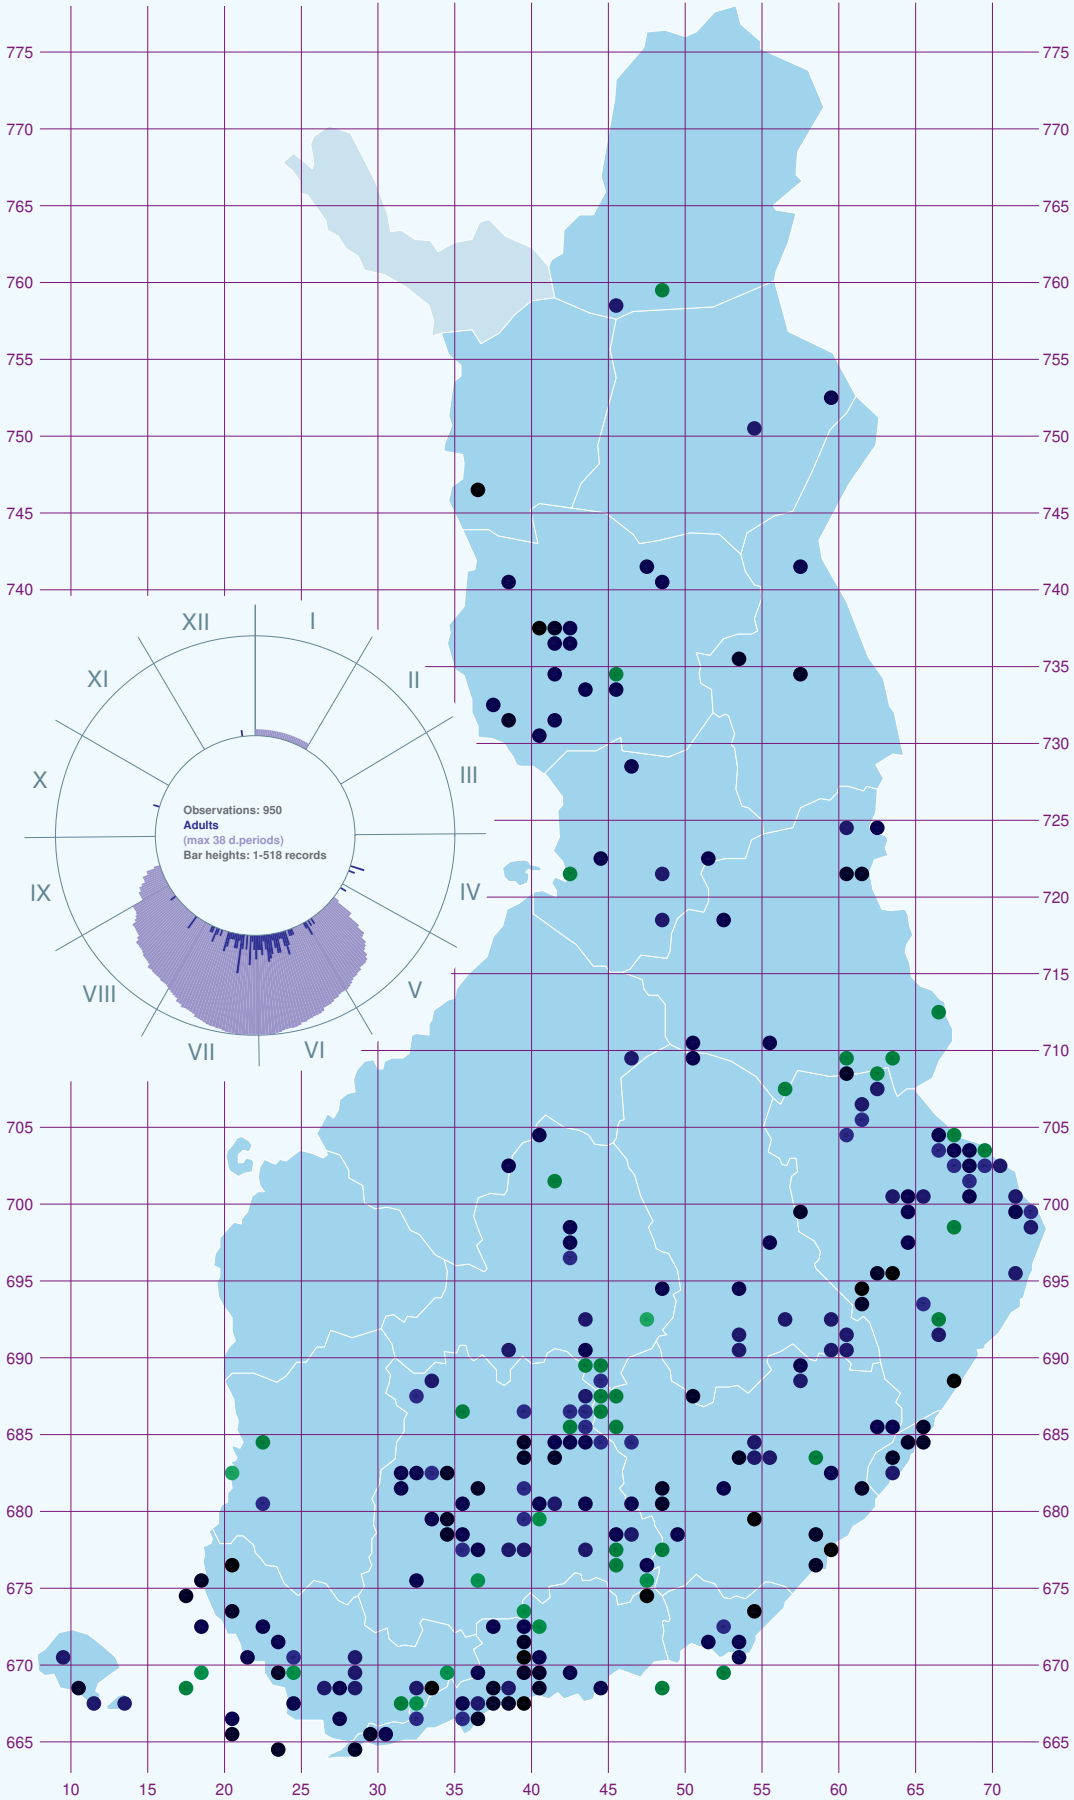 775 775
770 770
765 765
760 760
755 755
750 750
745 745
740 740
XII I
XI II
735 735
730 730
X III
Observations: 950
Adults
(max 38 d.periods)
Bar heights: 1-518 records
725 725
IX IV
720 720
715 715
VIII V
VII VI
710 710
705 705
700 700
695 695
690 690
685 685
680 680
675 675
670 670
665 665
10 15 20 25 30 35 40 45 50 55 60 65 70